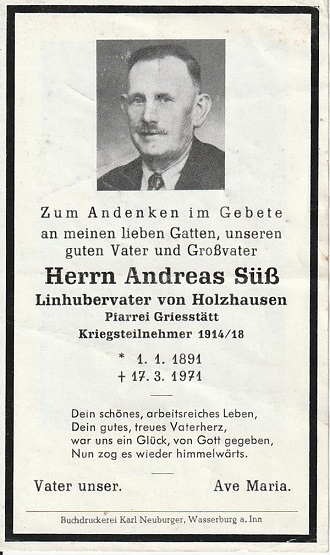 Zum Andenken im Gebete
an meinen lieben Gatten, unseren
guten Vater und Großvater
Herrn Andreas Süß
Linhubervater von Holzhausen
Pfarrei Griesstätt
Kriegsteilnehmer 1914/18
* 1. 1. 1891
† 17. 3. 1971
Dein schönes, arbeitsreiches Leben,
Dein gutes, treues Vaterherz,
war uns ein Glück, von Gott gegeben,
Nun zog es wieder himmelwärts.
Vater unser. Ave Maria.
Buchdruckerei Karl Neuburger, Wasserburg a. Inn